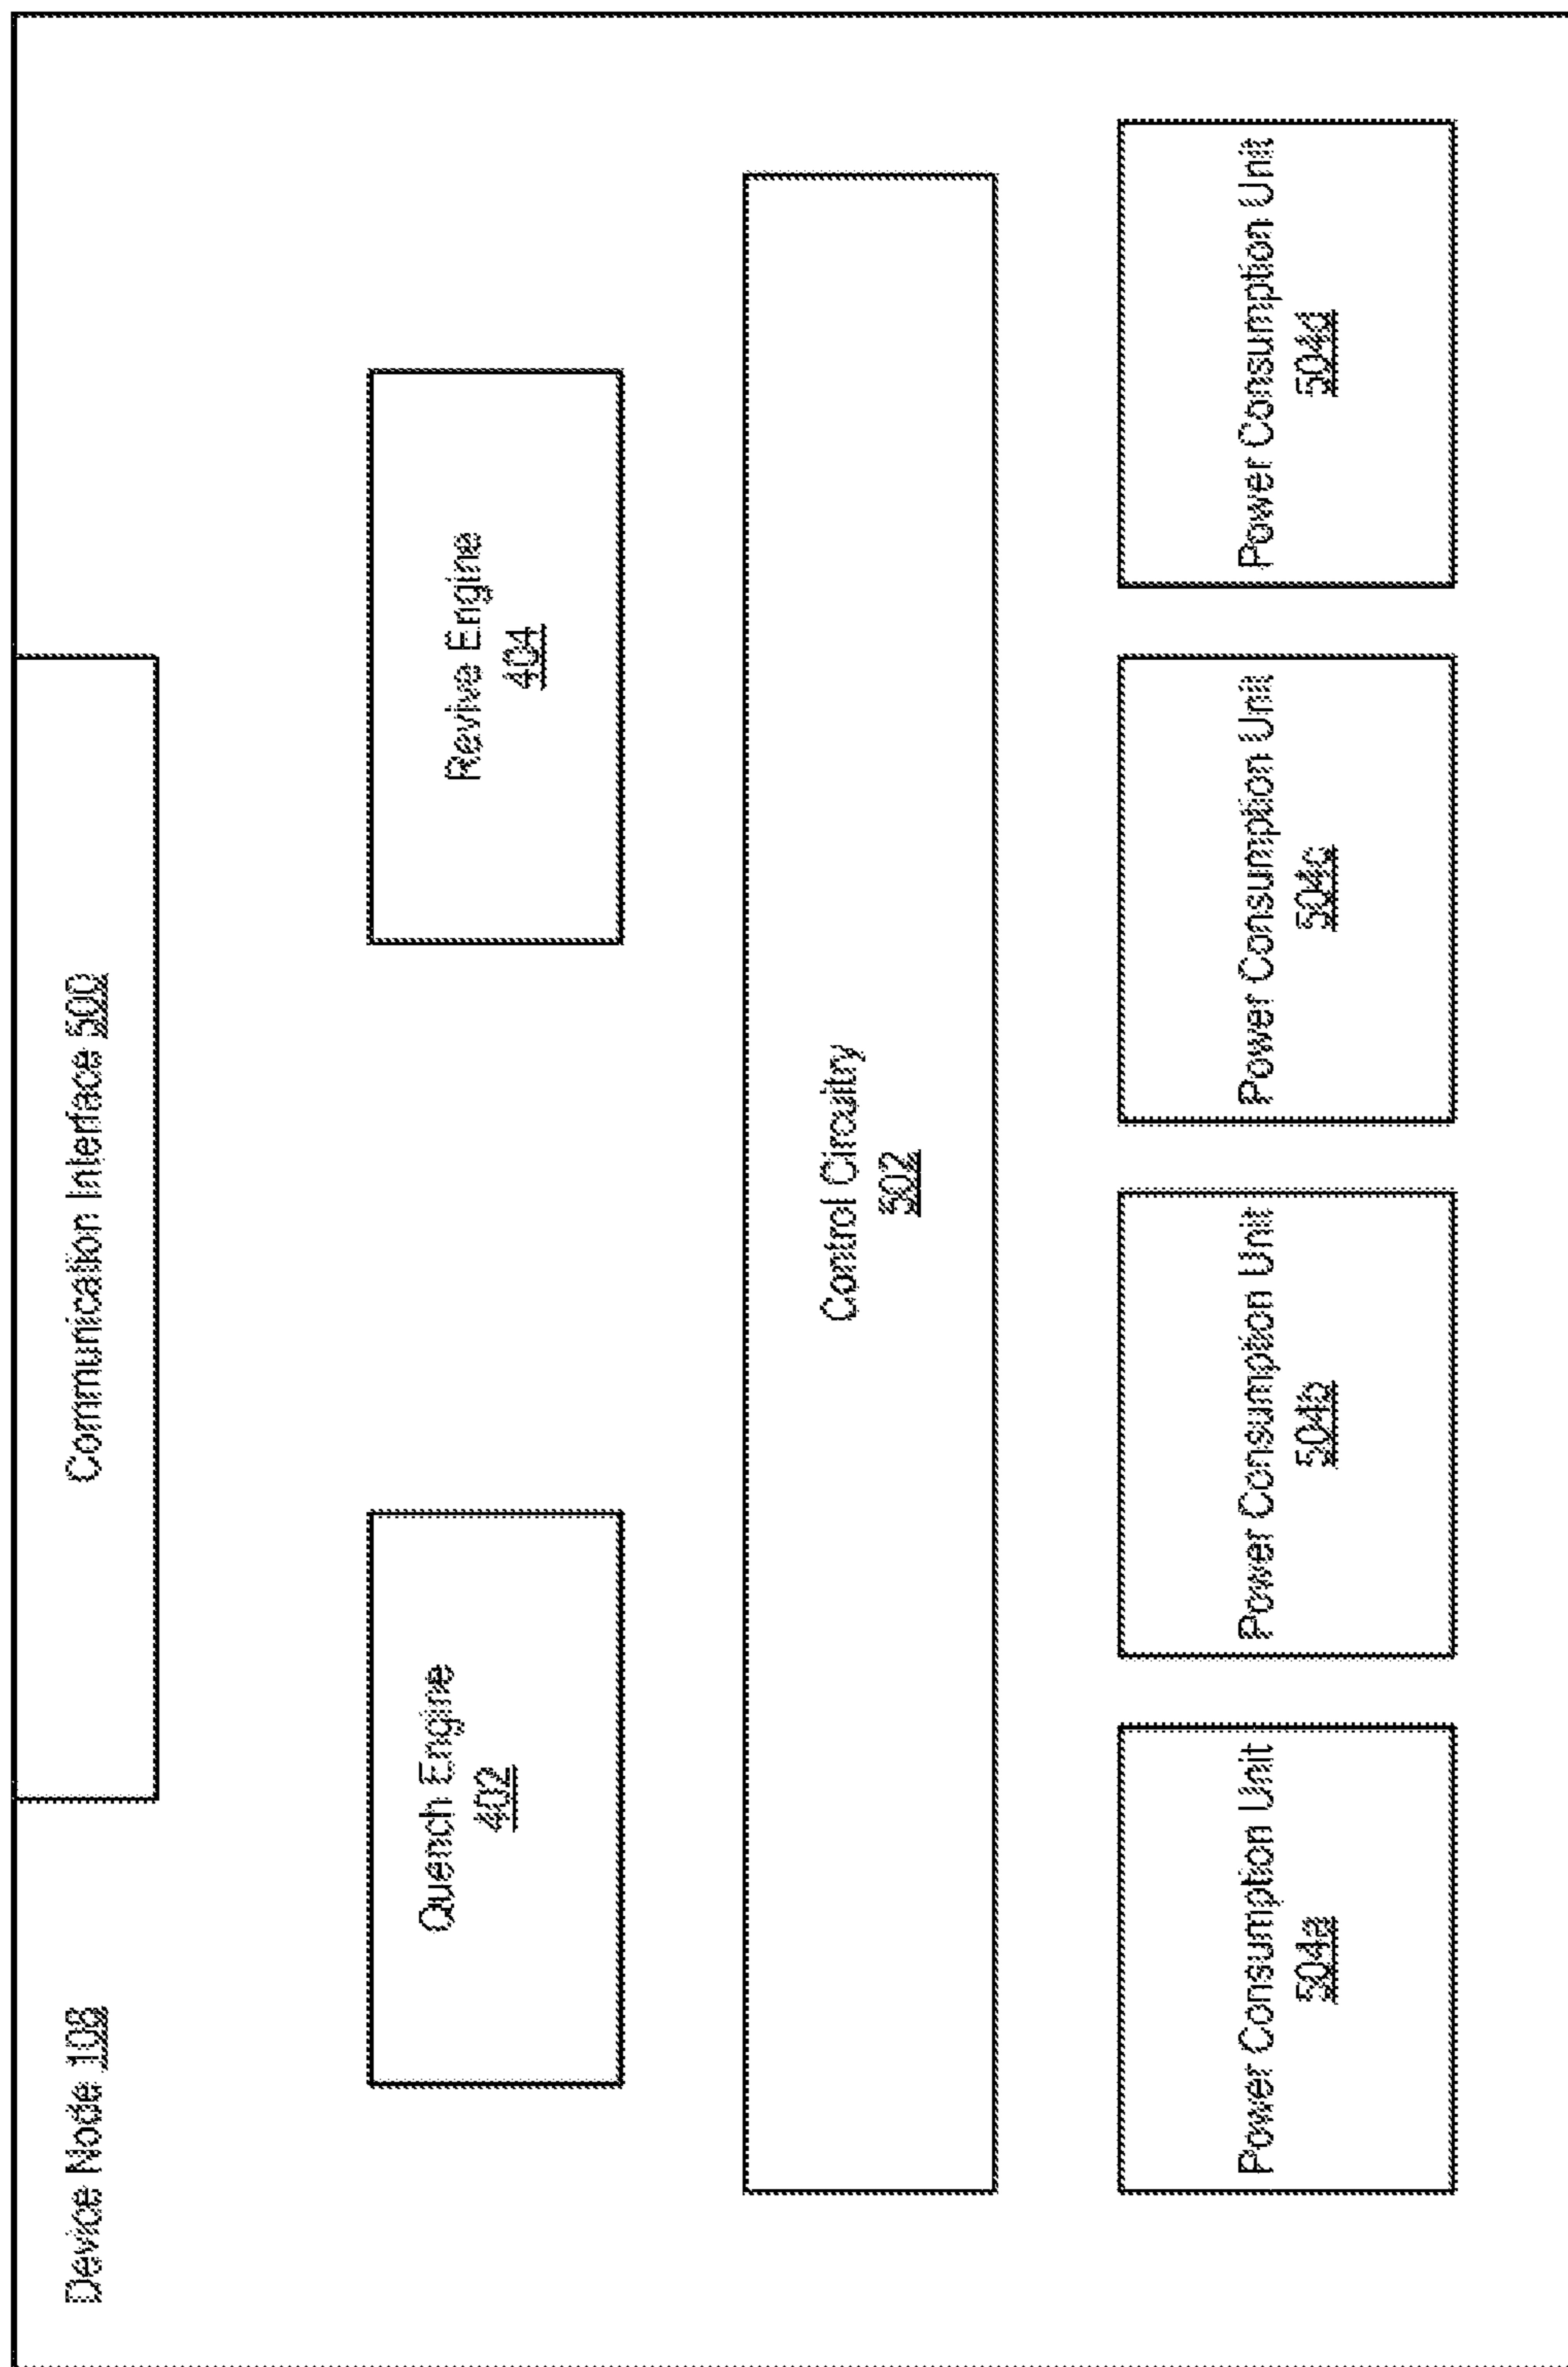 Device Node 108
Communication Interface 500
Quench Engine
402
Revive Engine
404
Control Circuitry
502
Power Consumption Unit
504a
Power Consumption Unit
504b
Power Consumption Unit
504c
Power Consumption Unit
504d